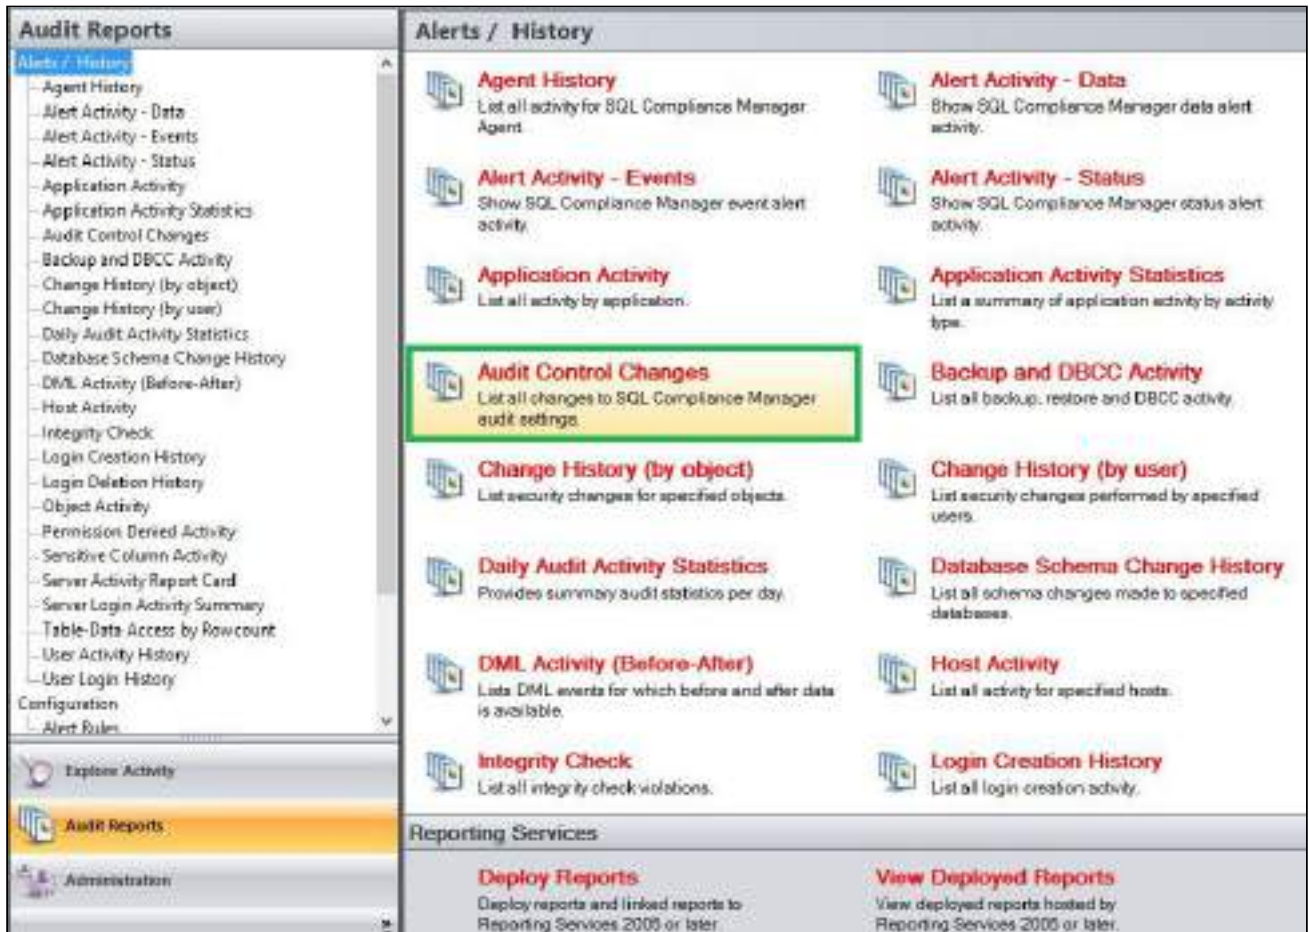 Audit Reports
Alerts / History
Agent History
Alert Activity - Data
Alert Activity - Events
Alert Activity - Status
Application Activity
Application Activity Statistics
Audit Control Changes
Backup and DBCC Activity
Change History (by object)
Change History (by user)
Daily Audit Activity Statistics
Database Schema Change History
DML Activity (Before-After)
Host Activity
Integrity Check
Login Creation History
Login Deletion History
Object Activity
Permission Denied Activity
Sensitive Column Activity
Server Activity Report Card
Server Login Activity Summary
Table-Data Access by Rowcount
User Activity History
User Login History
Configuration
Alert Rules
Explore Activity
Audit Reports
Administration
Alerts / History
Agent History
List all activity for SQL Compliance Manager
Agent.
Alert Activity - Data
Show SQL Compliance Manager data alert
activity.
Alert Activity - Events
Show SQL Compliance Manager event alert
activity.
Alert Activity - Status
Show SQL Compliance Manager status alert
activity.
Application Activity
List all activity by application.
Application Activity Statistics
List a summary of application activity by activity
type.
Audit Control Changes
List all changes to SQL Compliance Manager
audit settings.
Backup and DBCC Activity
List all backup, restore and DBCC activity.
Change History (by object)
List security changes for specified objects.
Change History (by user)
List security changes performed by specified
users.
Daily Audit Activity Statistics
Provides summary audit statistics per day.
Database Schema Change History
List all schema changes made to specified
databases.
DML Activity (Before-After)
Lists DML events for which before and after data
is available.
Host Activity
List all activity for specified hosts.
Integrity Check
List all integrity check violations.
Login Creation History
List all login creation activity.
Reporting Services
Deploy Reports
Deploy reports and linked reports to
Reporting Services 2005 or later.
View Deployed Reports
View deployed reports hosted by
Reporting Services 2005 or later.